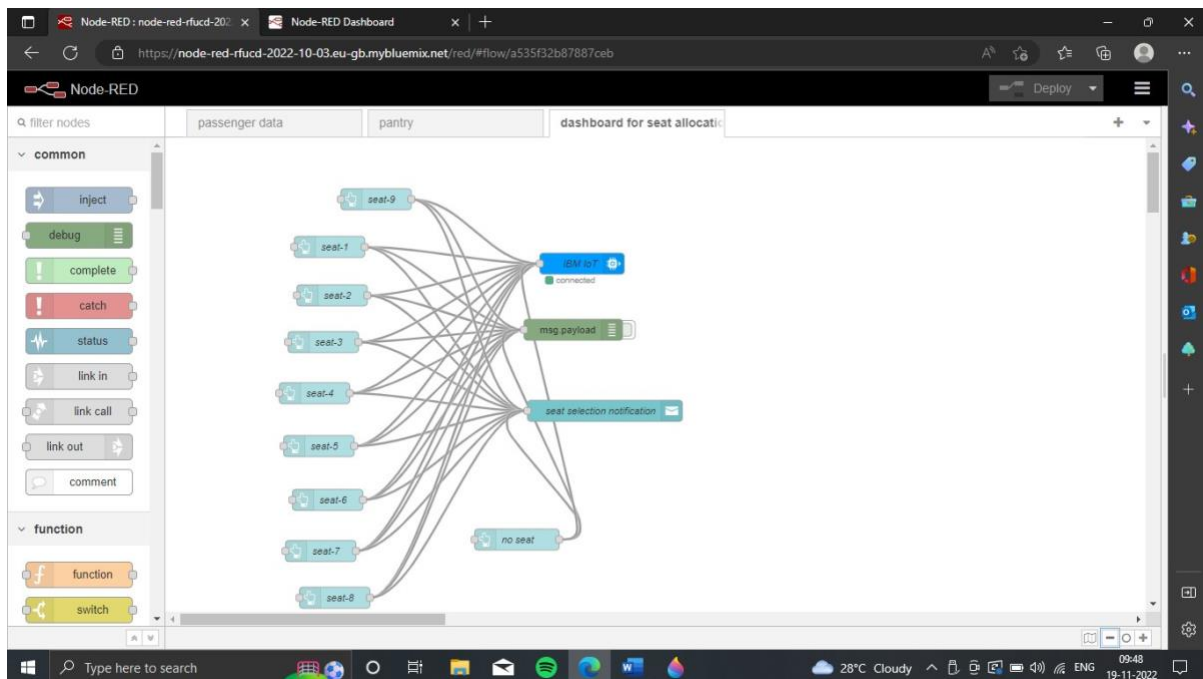 Node-RED : node-red-rfucd-202
Node-RED Dashboard
https://node-red-rfucd-2022-10-03.eu-gb.mybluemix.net/red/#flow/a535f32b87887ceb
Node-RED
Deploy
filter nodes
passenger data
pantry
dashboard for seat allocatio
common
inject
debug
complete
catch
status
link in
link call
link out
comment
function
function
switch
seat-9
seat-1
seat-2
seat-3
seat-4
seat-5
seat-6
seat-7
seat-8
IBM IoT
connected
msg.payload
seat selection notification
no seat
Type here to search
28°C Cloudy
ENG
09:48
19-11-2022